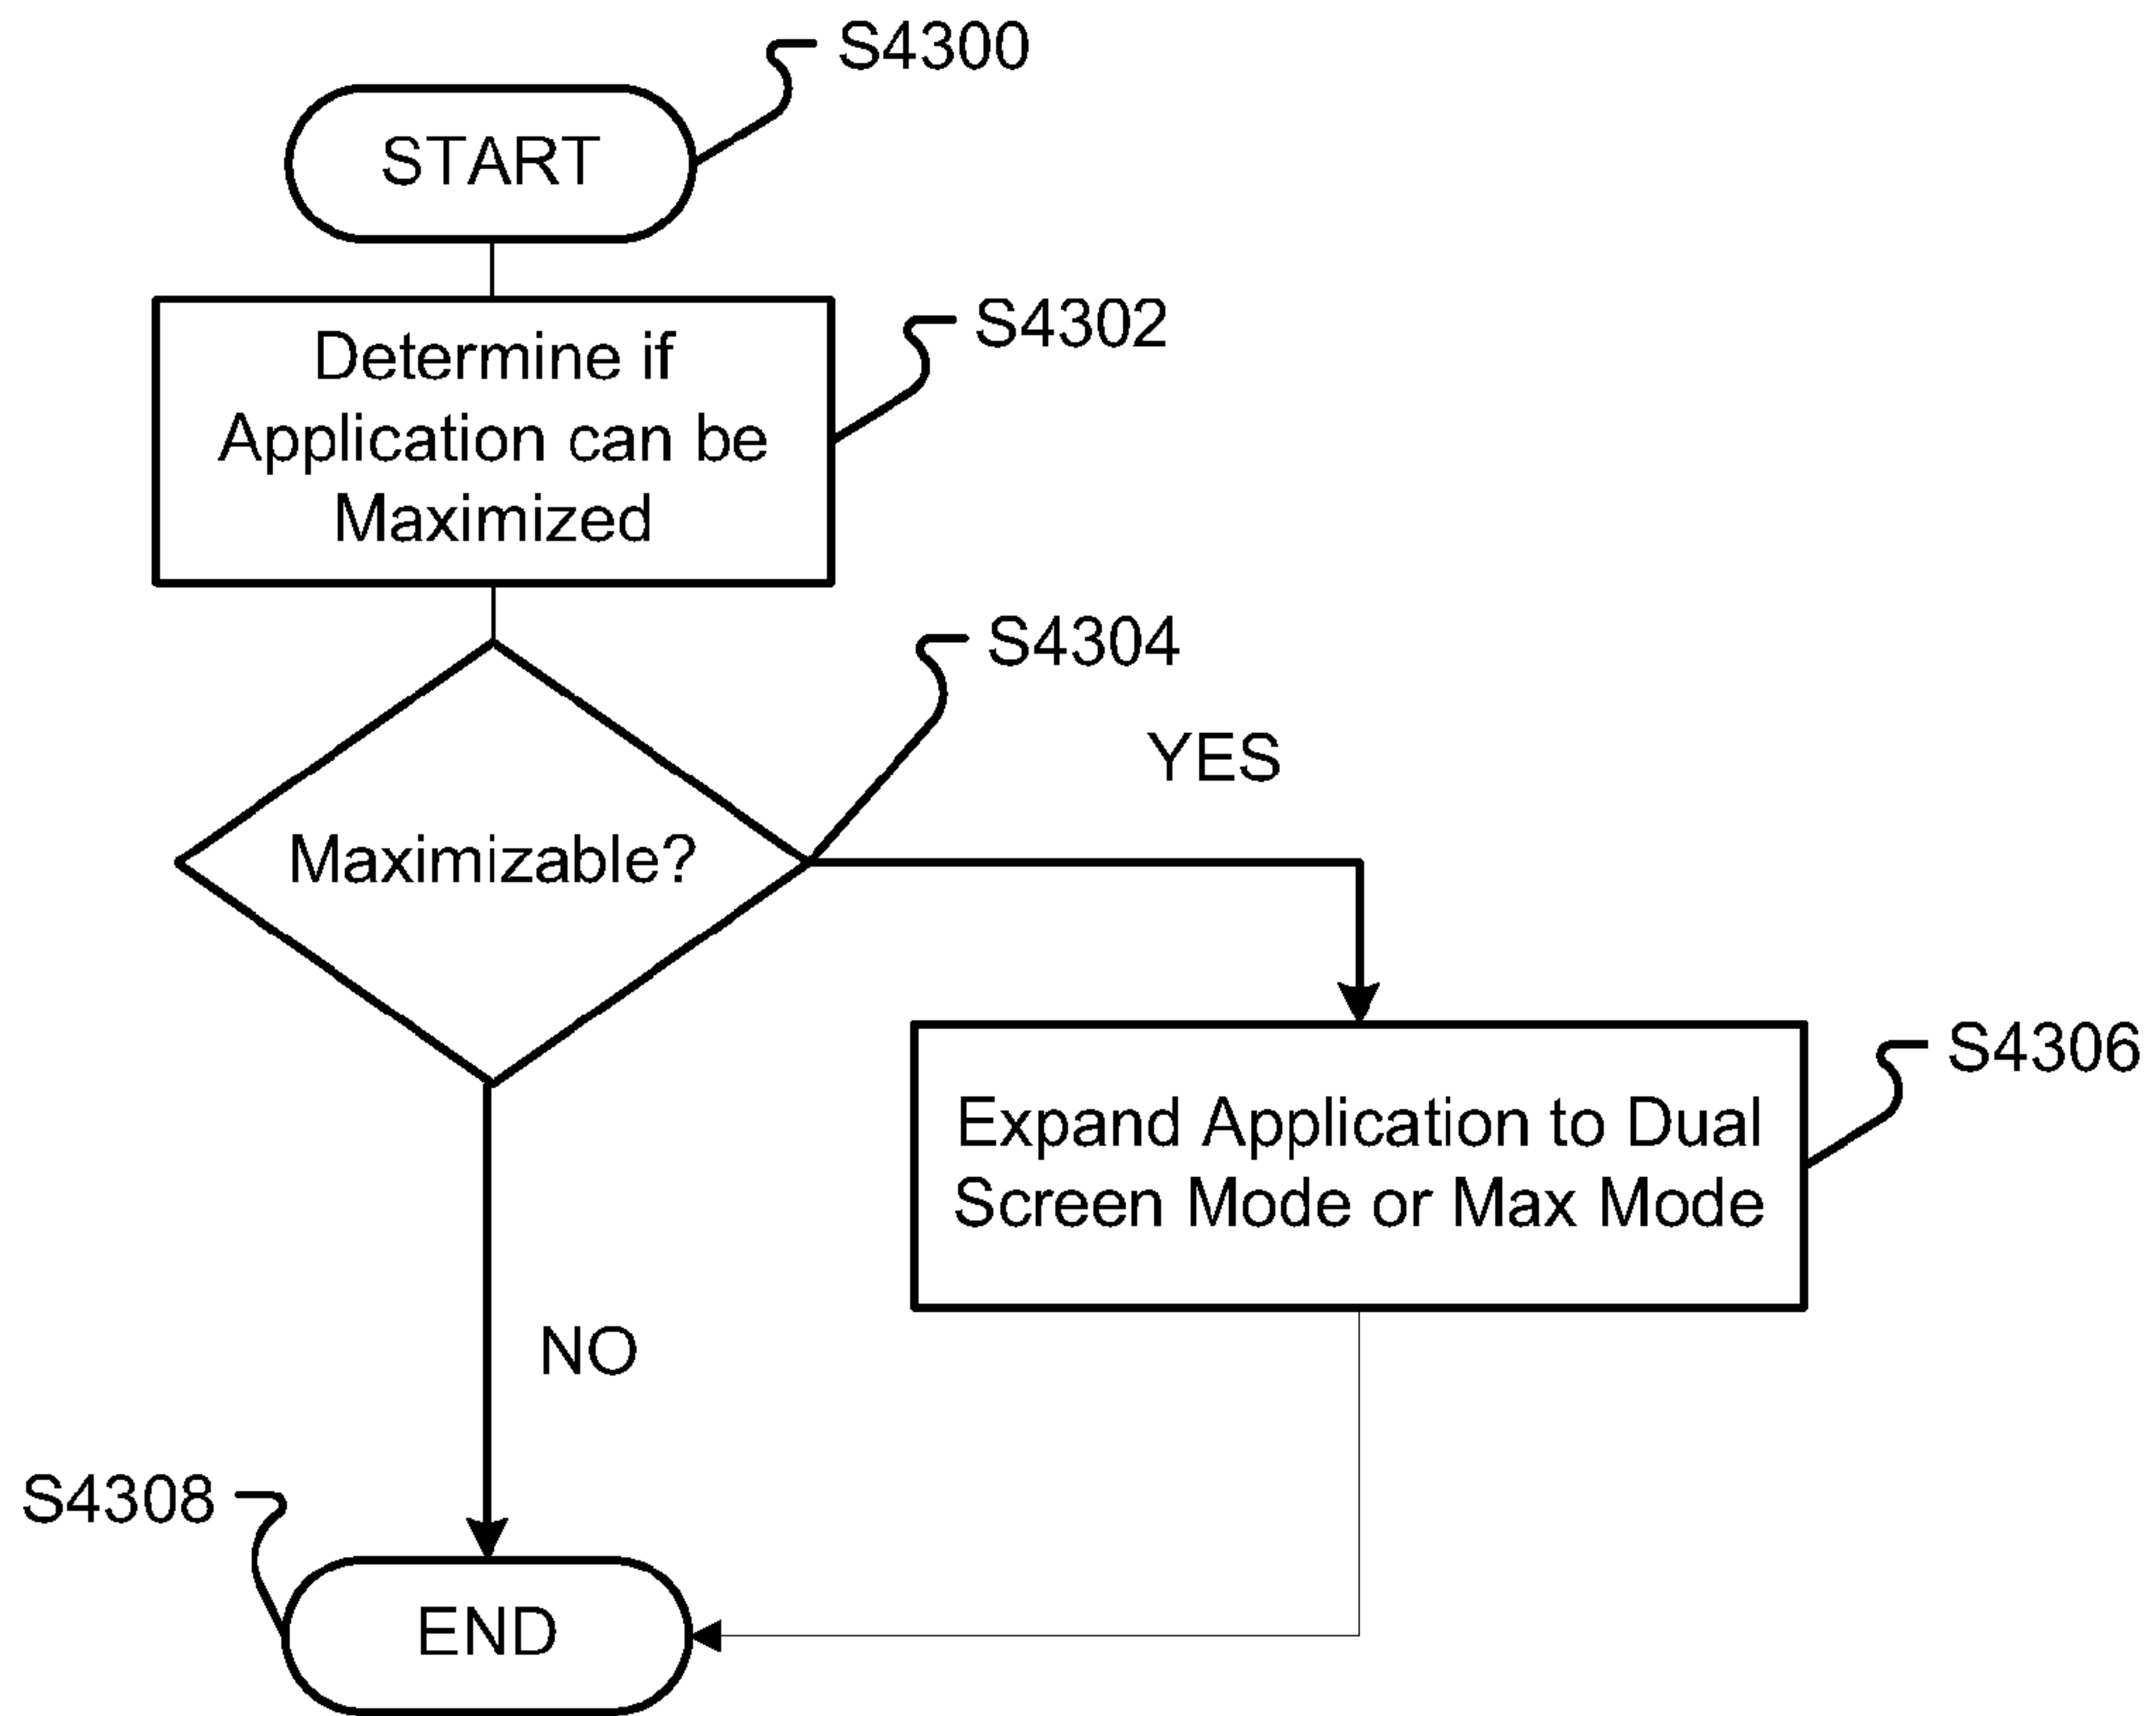 S4300
START
S4302
Determine if
Application can be
Maximized
S4304
YES
Maximizable?
S4306
Expand Application to Dual
Screen Mode or Max Mode
NO
S4308
END